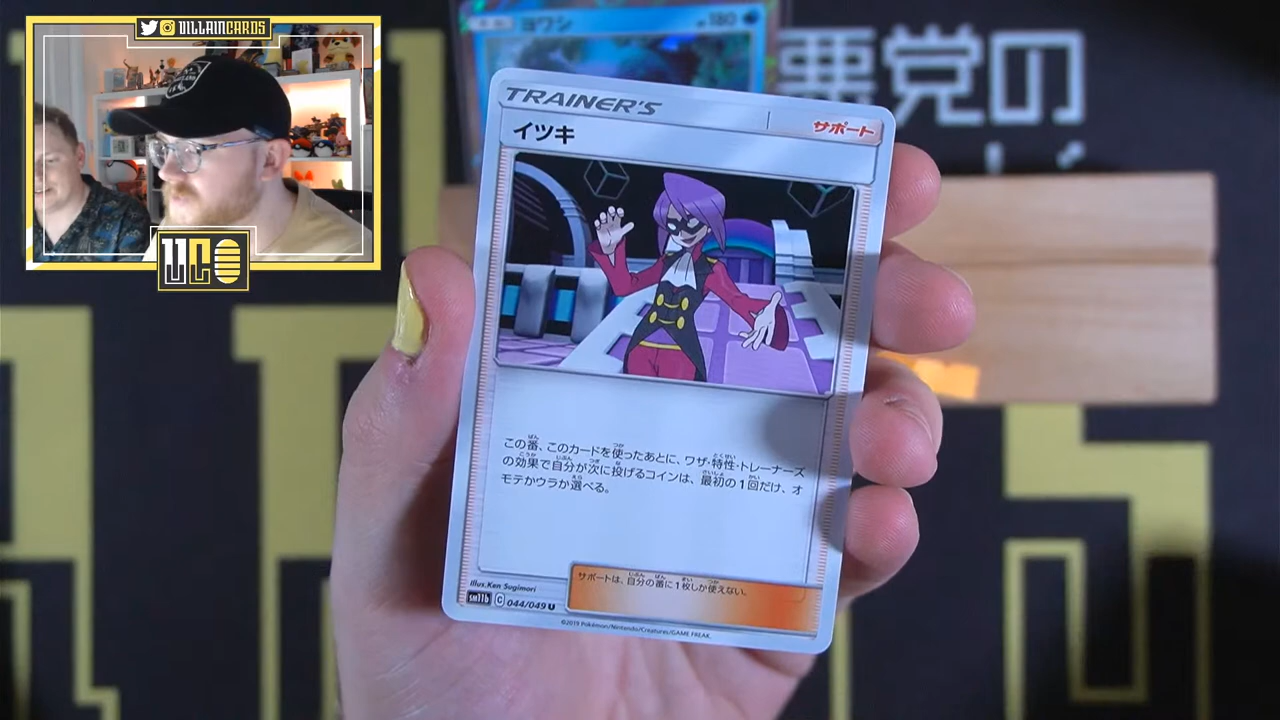 VILLAINCARDS
VCO
ヨワシ
180
悪党の
TRAINER'S
サポート
イツキ
この番、このカードを使ったあとに、ワザ・特性・トレーナーズ
の効果で自分が次に投げるコインは、最初の1回だけ、オ
モテかウラか選べる。
サポートは、自分の番に1枚しか使えない。
Illus.Ken Sugimori
sm11b C 044/049 U
©2019 Pokémon/Nintendo/Creatures/GAME FREAK.